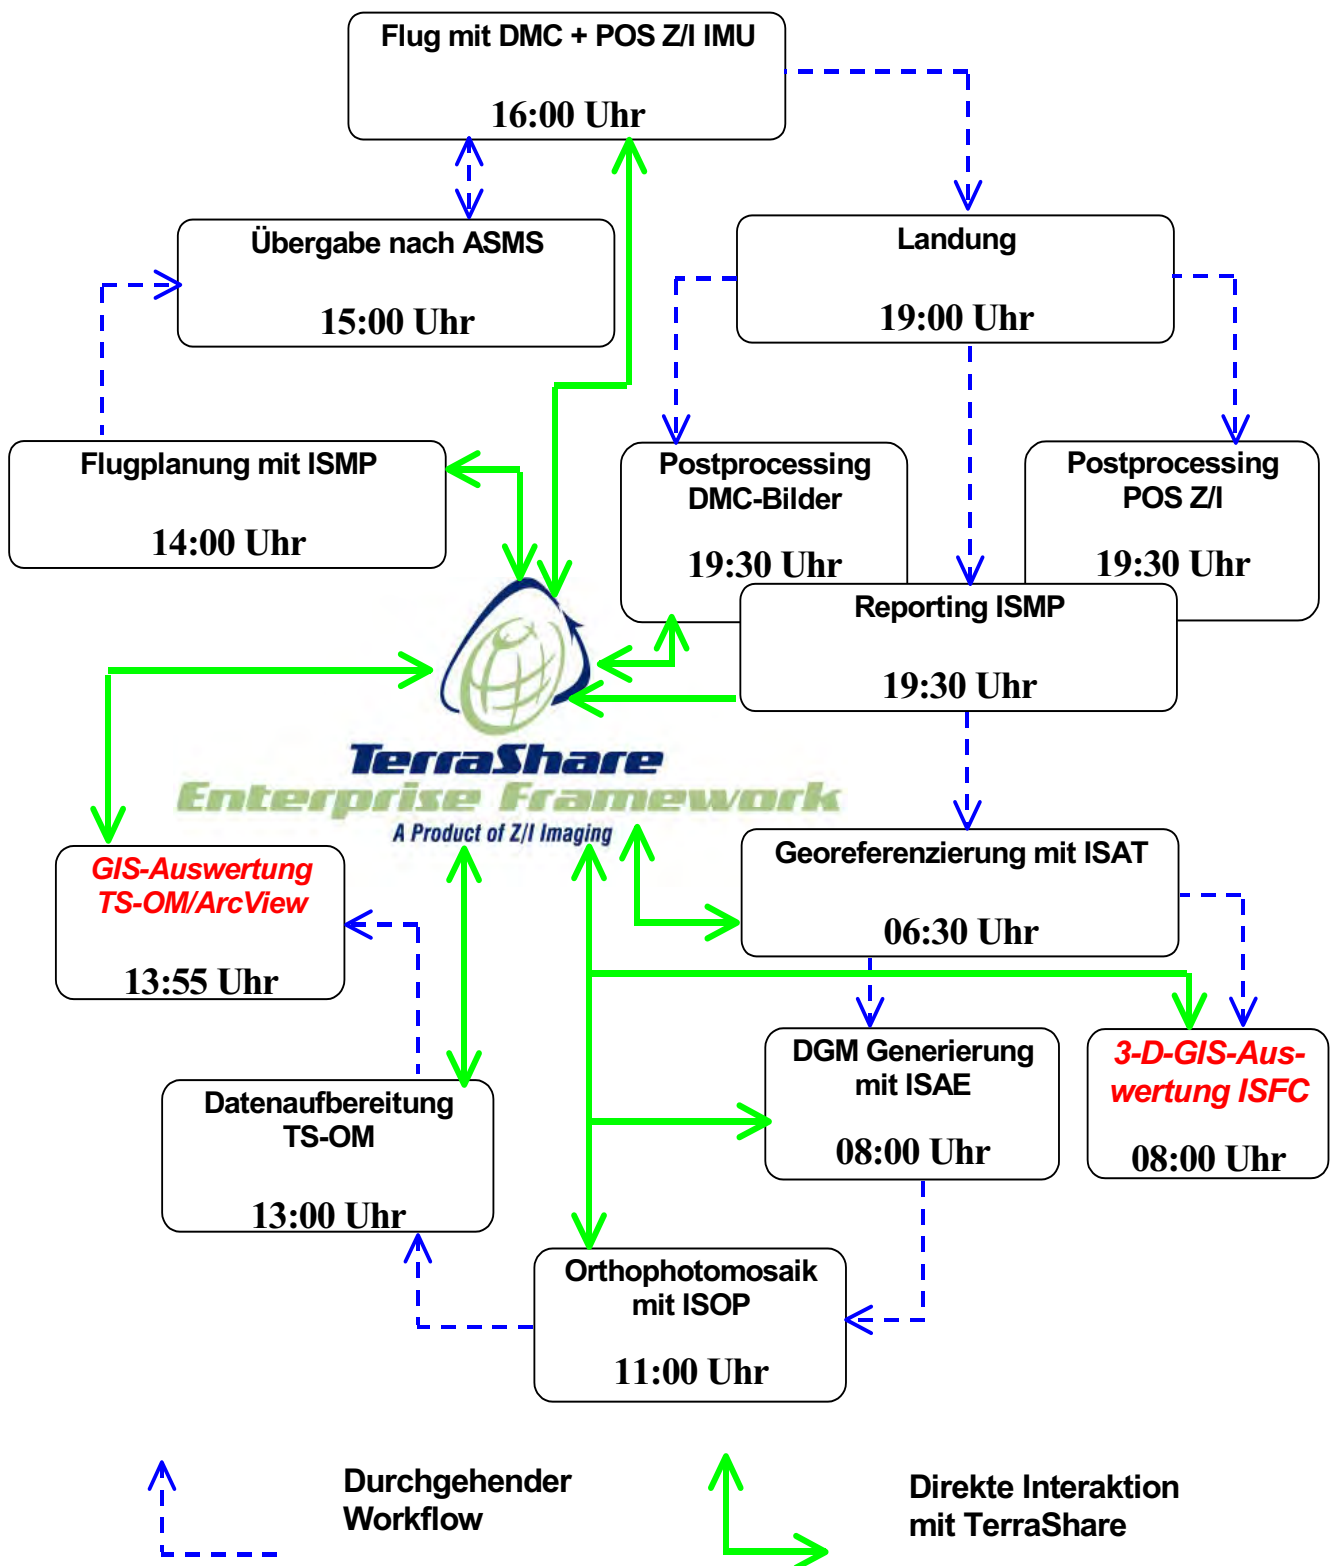 Flug mit DMC + POS Z/I IMU
16:00 Uhr
Übergabe nach ASMS
15:00 Uhr
Landung
19:00 Uhr
Flugplanung mit ISMP
14:00 Uhr
Postprocessing
DMC-Bilder
19:30 Uhr
Postprocessing
POS Z/I
19:30 Uhr
Reporting ISMP
19:30 Uhr
TerraShare
Enterprise Framework
A Product of Z/I Imaging
GIS-Auswertung
TS-OM/ArcView
13:55 Uhr
Georeferenzierung mit ISAT
06:30 Uhr
DGM Generierung
mit ISAE
08:00 Uhr
3-D-GIS-Aus-
wertung ISFC
08:00 Uhr
Datenaufbereitung
TS-OM
13:00 Uhr
Orthophotomosaik
mit ISOP
11:00 Uhr
Durchgehender
Workflow
Direkte Interaktion
mit TerraShare